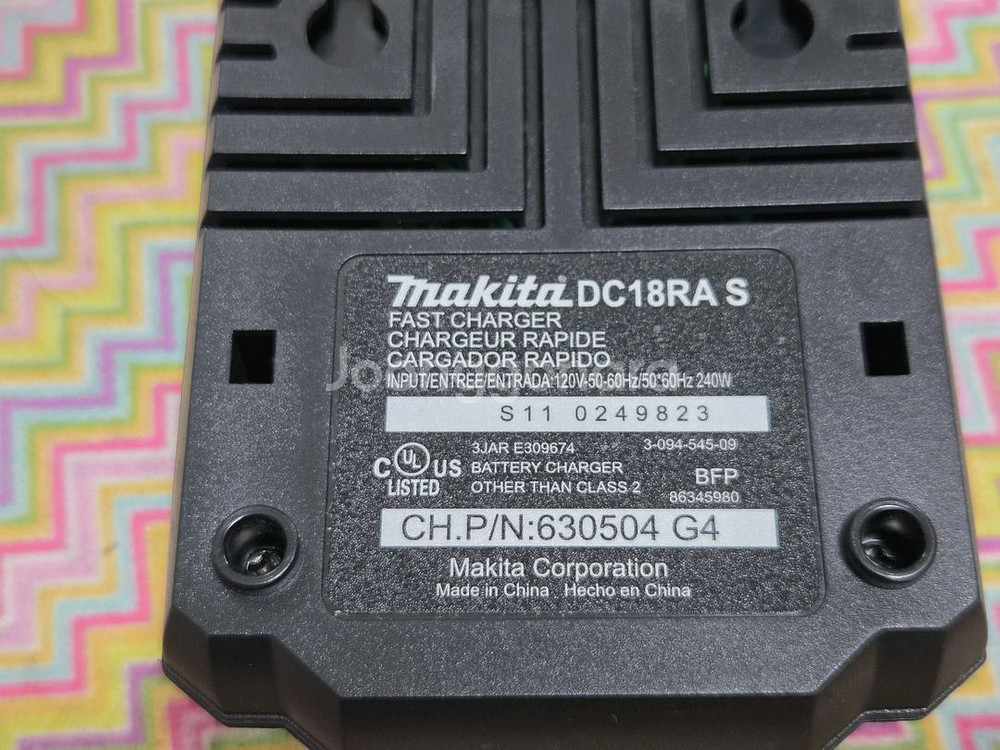 makita DC18RA S
FAST CHARGER
CHARGEUR RAPIDE
CARGADOR RAPIDO
INPUT/ENTREE/ENTRADA:120V-50-60Hz/50*60Hz 240W
S11 0249823
3JAR E309674 3-094-545-09
C UL US BATTERY CHARGER BFP
LISTED OTHER THAN CLASS 2 86345980
CH.P/N:630504 G4
Makita Corporation
Made in China Hecho en China